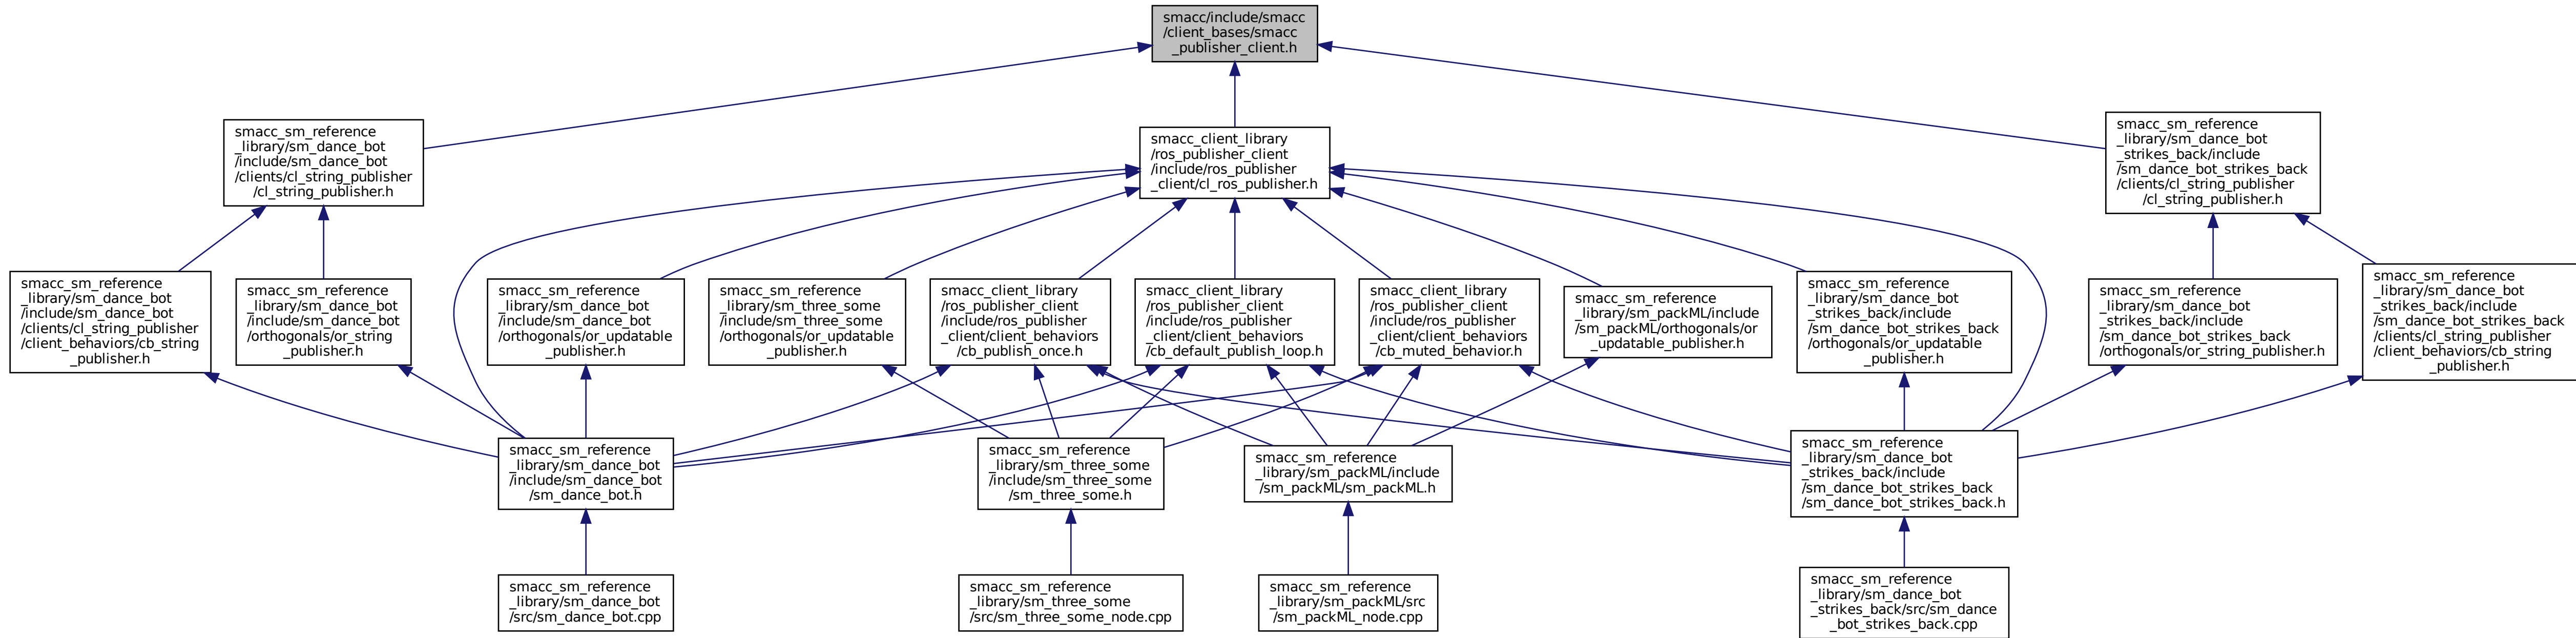 smacc/include/smacc
/client_bases/smacc
_publisher_client.h
smacc_sm_reference
_library/sm_dance_bot
/include/sm_dance_bot
/clients/cl_string_publisher
/cl_string_publisher.h
smacc_client_library
/ros_publisher_client
/include/ros_publisher
_client/cl_ros_publisher.h
smacc_sm_reference
_library/sm_dance_bot
_strikes_back/include
/sm_dance_bot_strikes_back
/clients/cl_string_publisher
/cl_string_publisher.h
smacc_sm_reference
_library/sm_dance_bot
/include/sm_dance_bot
/clients/cl_string_publisher
/client_behaviors/cb_string
_publisher.h
smacc_sm_reference
_library/sm_dance_bot
/include/sm_dance_bot
/orthogonals/or_string
_publisher.h
smacc_sm_reference
_library/sm_dance_bot
/include/sm_dance_bot
/orthogonals/or_updatable
_publisher.h
smacc_sm_reference
_library/sm_three_some
/include/sm_three_some
/orthogonals/or_updatable
_publisher.h
smacc_client_library
/ros_publisher_client
/include/ros_publisher
_client/client_behaviors
/cb_publish_once.h
smacc_client_library
/ros_publisher_client
/include/ros_publisher
_client/client_behaviors
/cb_default_publish_loop.h
smacc_client_library
/ros_publisher_client
/include/ros_publisher
_client/client_behaviors
/cb_muted_behavior.h
smacc_sm_reference
_library/sm_packML/include
/sm_packML/orthogonals/or
_updatable_publisher.h
smacc_sm_reference
_library/sm_dance_bot
_strikes_back/include
/sm_dance_bot_strikes_back
/orthogonals/or_updatable
_publisher.h
smacc_sm_reference
_library/sm_dance_bot
_strikes_back/include
/sm_dance_bot_strikes_back
/orthogonals/or_string_publisher.h
smacc_sm_reference
_library/sm_dance_bot
_strikes_back/include
/sm_dance_bot_strikes_back
/clients/cl_string_publisher
/client_behaviors/cb_string
_publisher.h
smacc_sm_reference
_library/sm_dance_bot
/include/sm_dance_bot
/sm_dance_bot.h
smacc_sm_reference
_library/sm_three_some
/include/sm_three_some
/sm_three_some.h
smacc_sm_reference
_library/sm_packML/include
/sm_packML/sm_packML.h
smacc_sm_reference
_library/sm_dance_bot
_strikes_back/include
/sm_dance_bot_strikes_back
/sm_dance_bot_strikes_back.h
smacc_sm_reference
_library/sm_dance_bot
/src/sm_dance_bot.cpp
smacc_sm_reference
_library/sm_three_some
/src/sm_three_some_node.cpp
smacc_sm_reference
_library/sm_packML/src
/sm_packML_node.cpp
smacc_sm_reference
_library/sm_dance_bot
_strikes_back/src/sm_dance
_bot_strikes_back.cpp